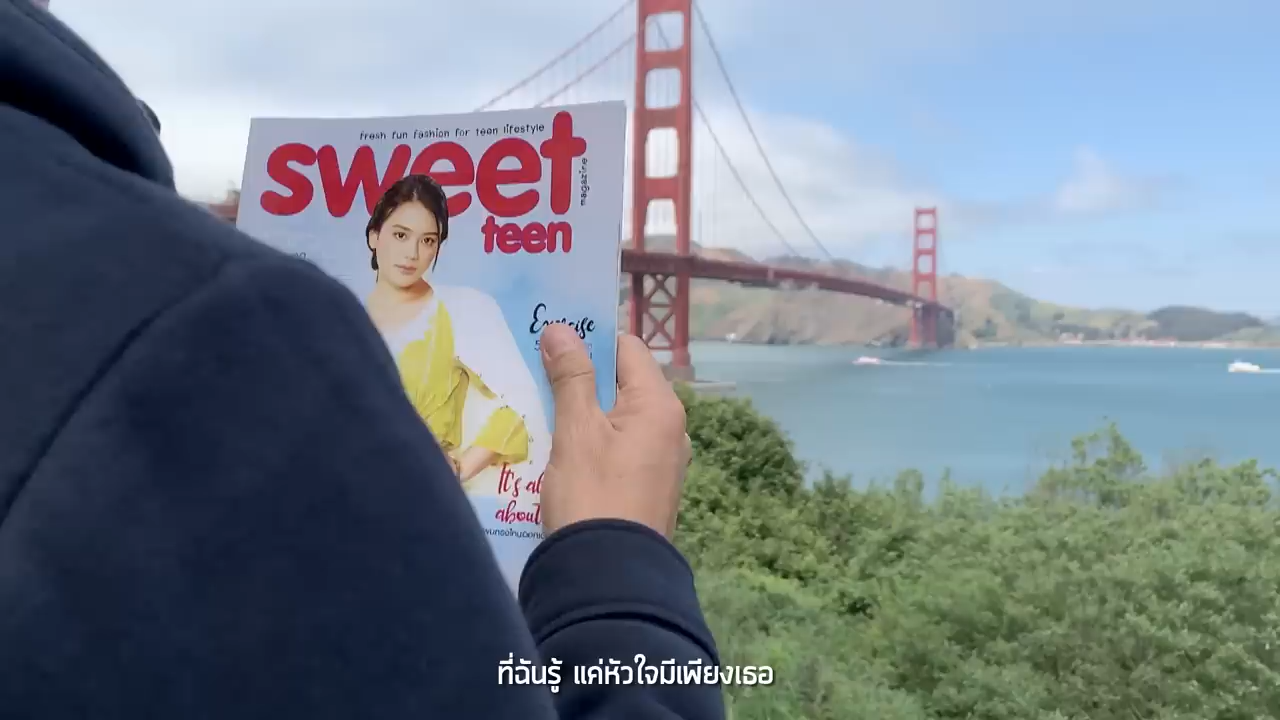 fresh fun fashion for teen lifestyle
sweet
magazine
teen
Exercise
It's al
about
ที่ฉันรู้ แค่หัวใจมีเพียงเธอ